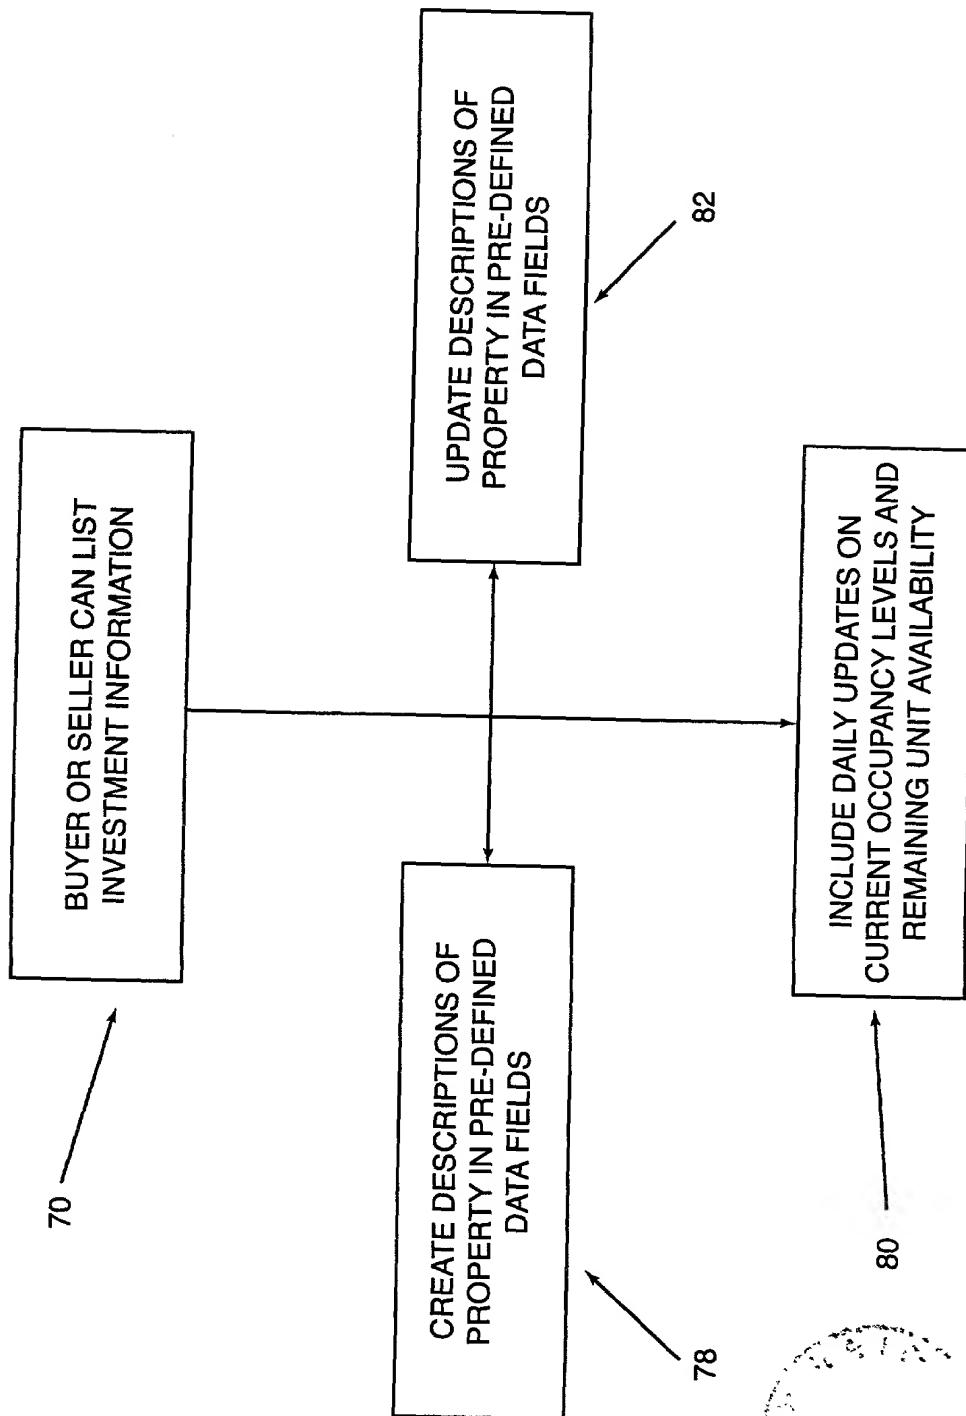 BUYER OR SELLER CAN LIST
INVESTMENT INFORMATION
70
CREATE DESCRIPTIONS OF
PROPERTY IN PRE-DEFINED
DATA FIELDS
78
UPDATE DESCRIPTIONS OF
PROPERTY IN PRE-DEFINED
DATA FIELDS
82
INCLUDE DAILY UPDATES ON
CURRENT OCCUPANCY LEVELS AND
REMAINING UNIT AVAILABILITY
80